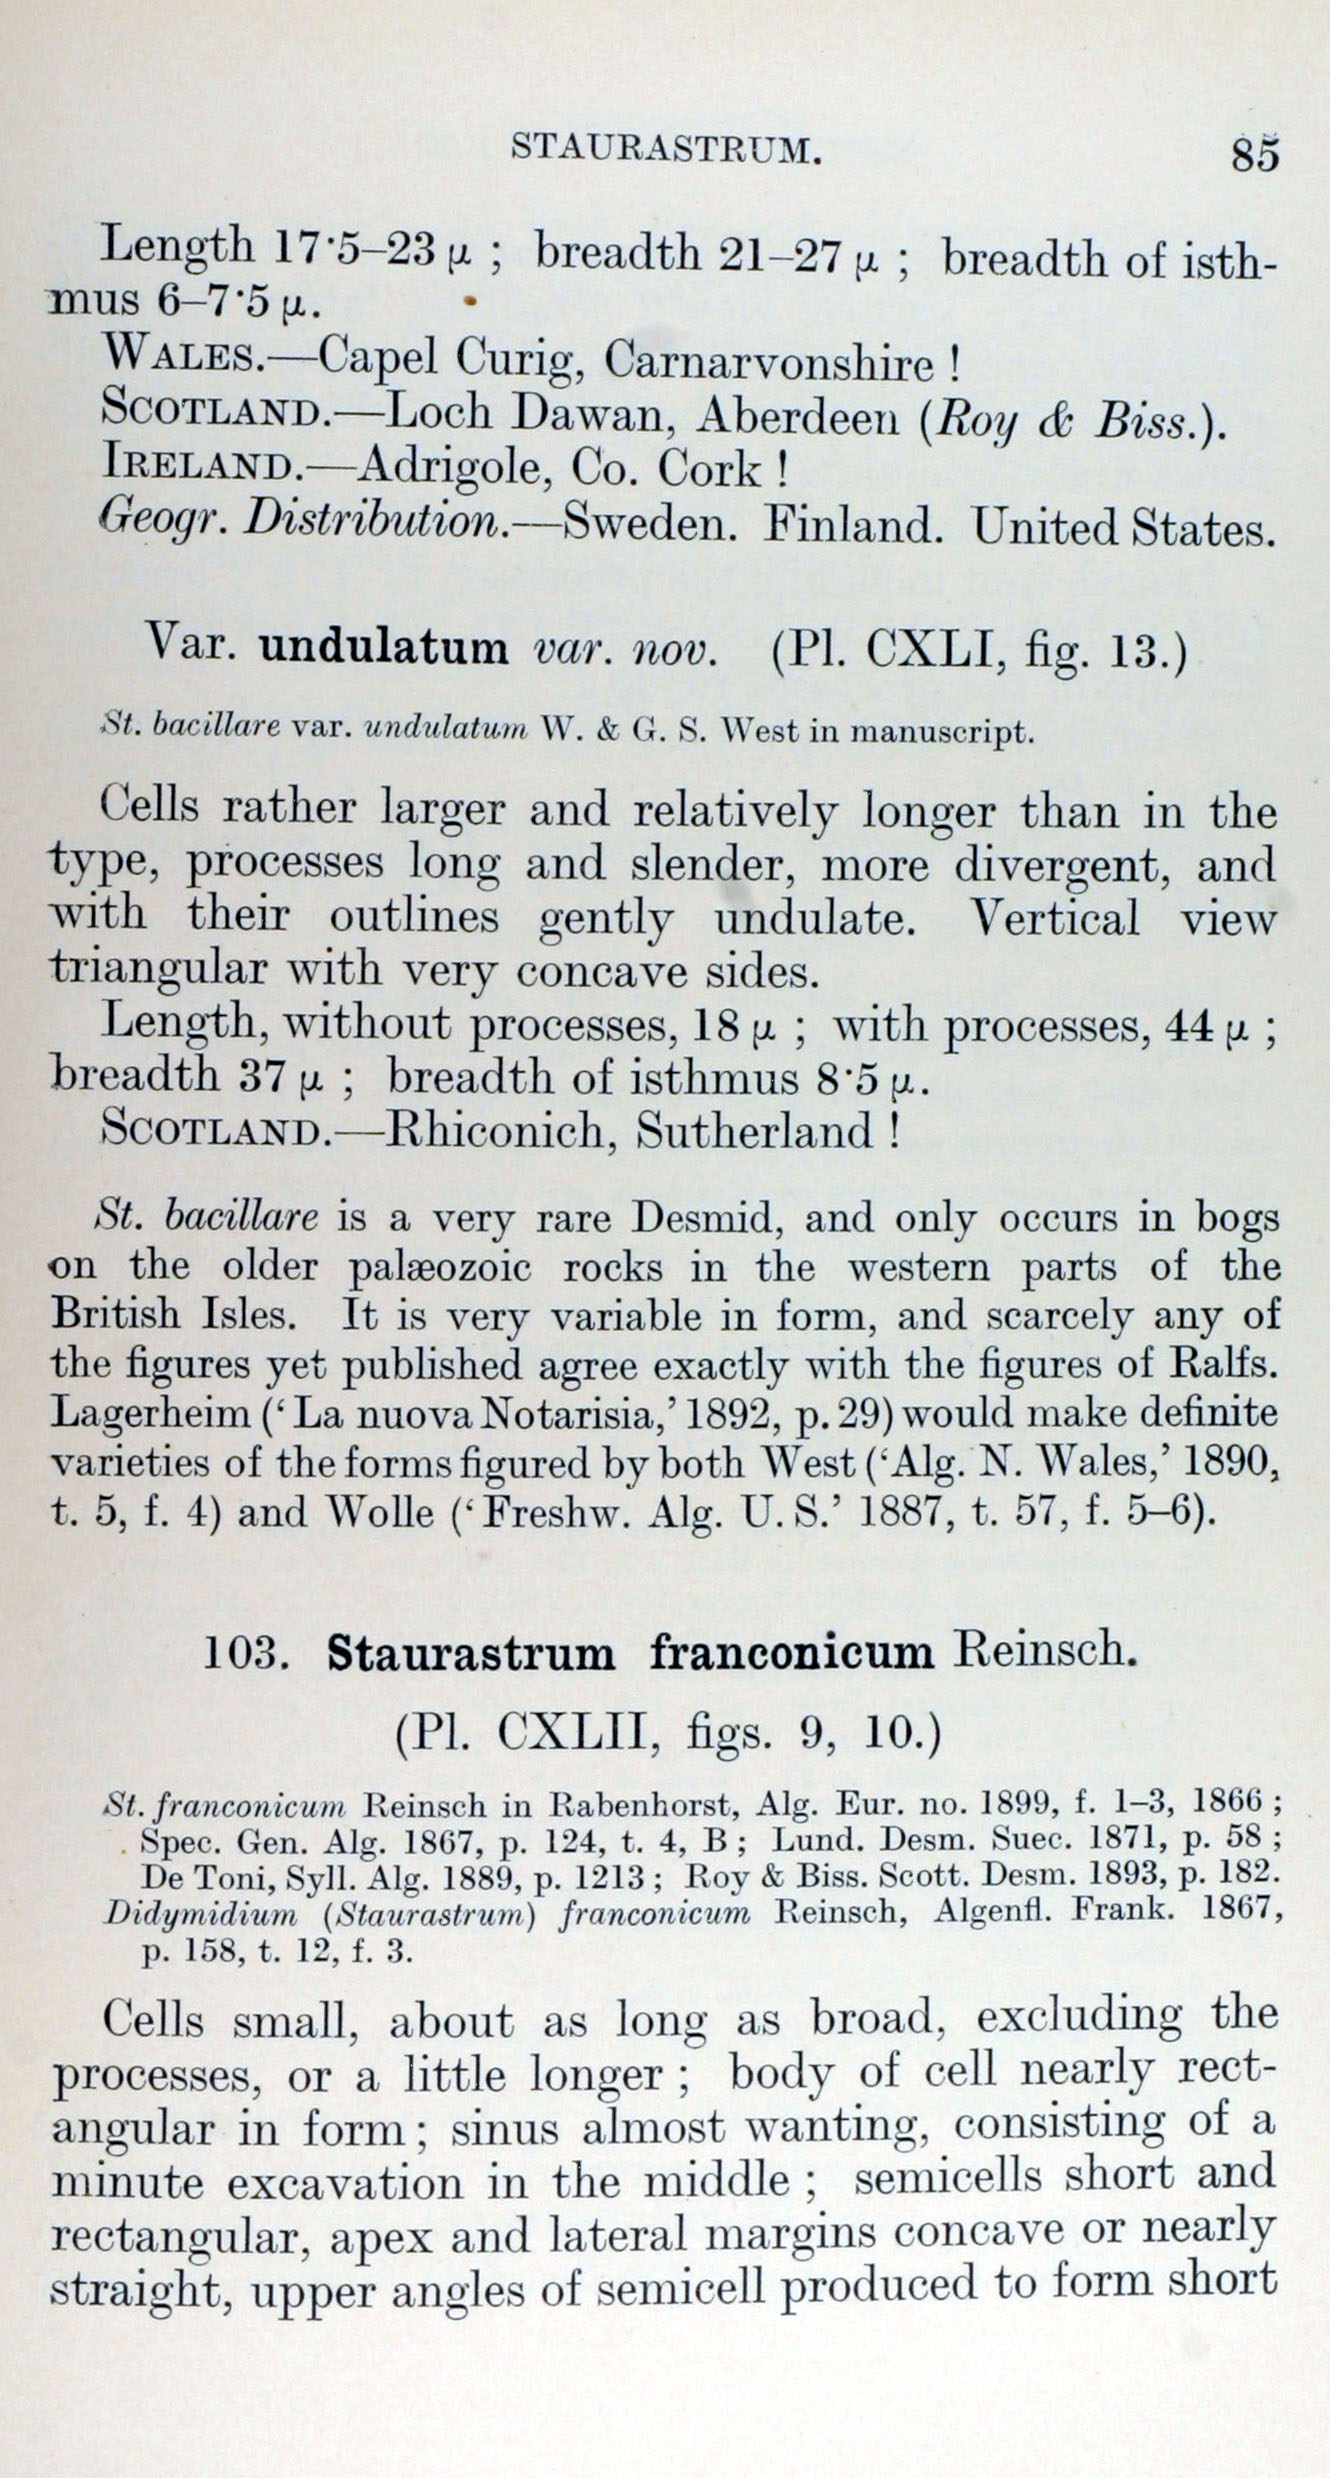 STAURASTRUM. 85
Length 17·5–23 µ ; breadth 21–27 µ ; breadth of isth-
mus 6–7·5 µ.
WALES.—Capel Curig, Carnarvonshire !
SCOTLAND.—Loch Dawan, Aberdeen (Roy & Biss.).
IRELAND.—Adrigole, Co. Cork !
Geogr. Distribution.—Sweden. Finland. United States.
Var. undulatum var. nov. (Pl. CXLI, fig. 13.)
St. bacillare var. undulatum W. & G. S. West in manuscript.
Cells rather larger and relatively longer than in the
type, processes long and slender, more divergent, and
with their outlines gently undulate. Vertical view
triangular with very concave sides.
Length, without processes, 18 µ ; with processes, 44 µ ;
breadth 37 µ ; breadth of isthmus 8·5 µ.
SCOTLAND.—Rhiconich, Sutherland !
St. bacillare is a very rare Desmid, and only occurs in bogs
on the older palæozoic rocks in the western parts of the
British Isles. It is very variable in form, and scarcely any of
the figures yet published agree exactly with the figures of Ralfs.
Lagerheim (‘La nuova Notarisia,’ 1892, p. 29) would make definite
varieties of the forms figured by both West (‘Alg. N. Wales,’ 1890,
t. 5, f. 4) and Wolle (‘Freshw. Alg. U. S.’ 1887, t. 57, f. 5–6).
103. Staurastrum franconicum Reinsch.
(Pl. CXLII, figs. 9, 10.)
St. franconicum Reinsch in Rabenhorst, Alg. Eur. no. 1899, f. 1–3, 1866 ;
Spec. Gen. Alg. 1867, p. 124, t. 4, B ; Lund. Desm. Suec. 1871, p. 58 ;
De Toni, Syll. Alg. 1889, p. 1213 ; Roy & Biss. Scott. Desm. 1893, p. 182.
Didymidium (Staurastrum) franconicum Reinsch, Algenfl. Frank. 1867,
p. 158, t. 12, f. 3.
Cells small, about as long as broad, excluding the
processes, or a little longer ; body of cell nearly rect-
angular in form ; sinus almost wanting, consisting of a
minute excavation in the middle ; semicells short and
rectangular, apex and lateral margins concave or nearly
straight, upper angles of semicell produced to form short